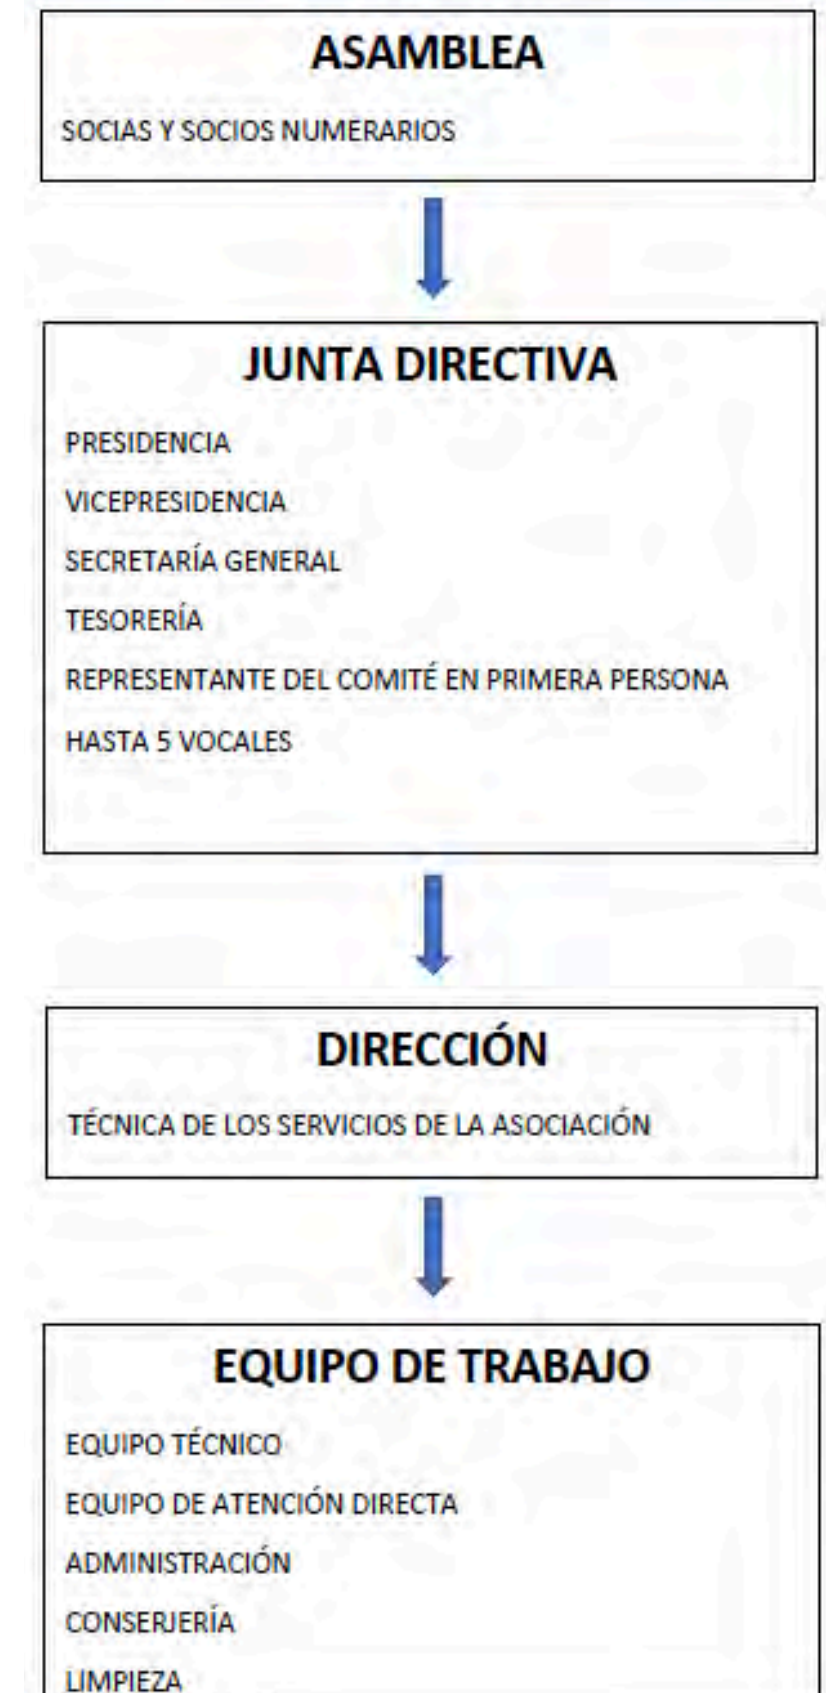 ASAMBLEA
SOCIAS Y SOCIOS NUMERARIOS
JUNTA DIRECTIVA
PRESIDENCIA
VICEPRESIDENCIA
SECRETARÍA GENERAL
TESORERÍA
REPRESENTANTE DEL COMITÉ EN PRIMERA PERSONA
HASTA 5 VOCALES
DIRECCIÓN
TÉCNICA DE LOS SERVICIOS DE LA ASOCIACIÓN
EQUIPO DE TRABAJO
EQUIPO TÉCNICO
EQUIPO DE ATENCIÓN DIRECTA
ADMINISTRACIÓN
CONSERJERÍA
LIMPIEZA